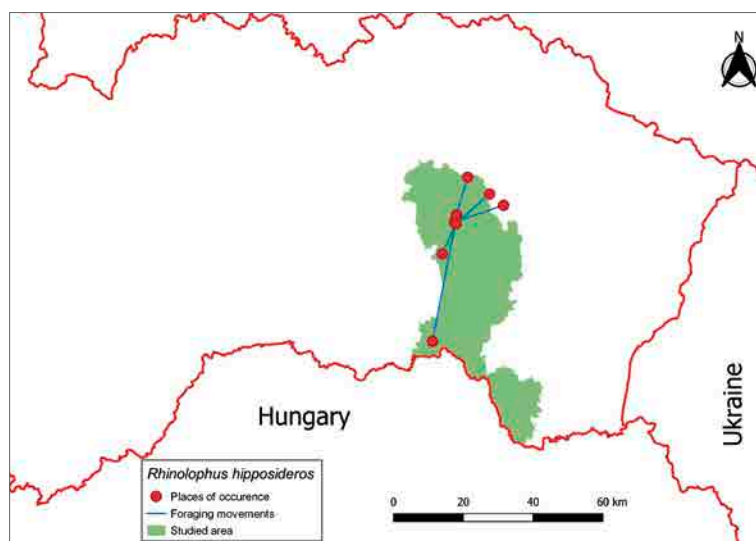 N
Hungary
Ukraine
Rhinolophus hipposideros
Places of occurence
Foraging movements
Studied area
0 20 40 60 km